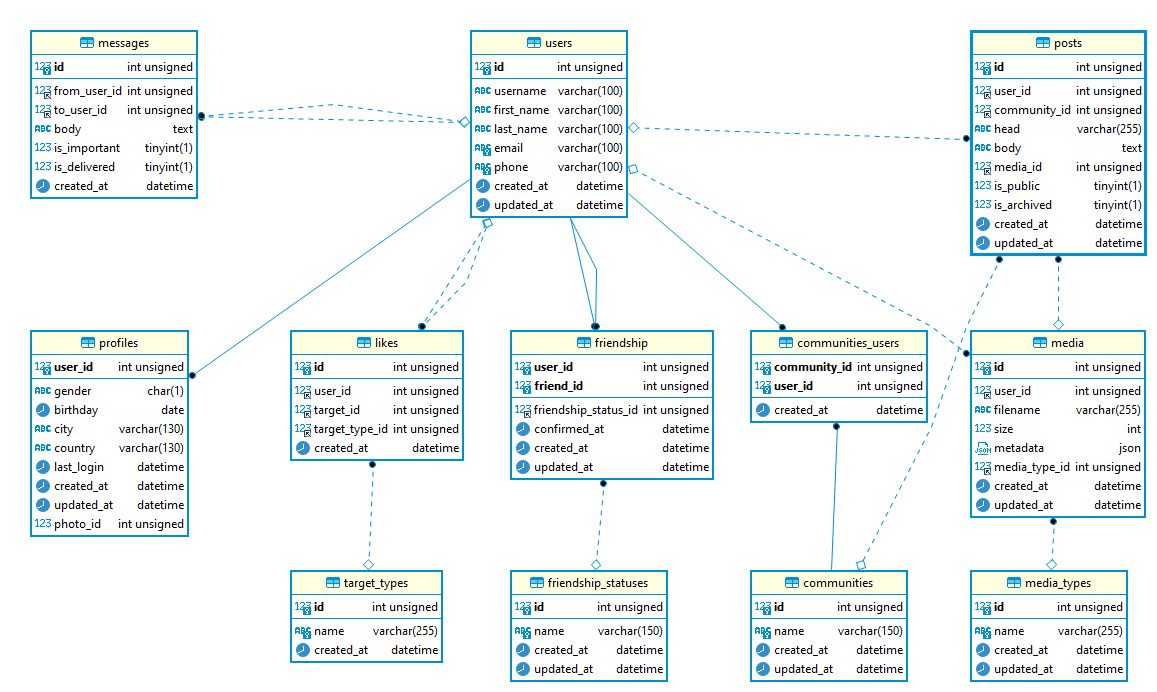 messages
id int unsigned
from_user_id int unsigned
to_user_id int unsigned
body text
is_important tinyint(1)
is_delivered tinyint(1)
created_at datetime
users
id int unsigned
username varchar(100)
first_name varchar(100)
last_name varchar(100)
email varchar(100)
phone varchar(100)
created_at datetime
updated_at datetime
posts
id int unsigned
user_id int unsigned
community_id int unsigned
head varchar(255)
body text
media_id int unsigned
is_public tinyint(1)
is_archived tinyint(1)
created_at datetime
updated_at datetime
profiles
user_id int unsigned
gender char(1)
birthday date
city varchar(130)
country varchar(130)
last_login datetime
created_at datetime
updated_at datetime
photo_id int unsigned
likes
id int unsigned
user_id int unsigned
target_id int unsigned
target_type_id int unsigned
created_at datetime
friendship
user_id int unsigned
friend_id int unsigned
friendship_status_id int unsigned
confirmed_at datetime
created_at datetime
updated_at datetime
communities_users
community_id int unsigned
user_id int unsigned
created_at datetime
media
id int unsigned
user_id int unsigned
filename varchar(255)
size int
metadata json
media_type_id int unsigned
created_at datetime
updated_at datetime
target_types
id int unsigned
name varchar(255)
created_at datetime
friendship_statuses
id int unsigned
name varchar(150)
created_at datetime
updated_at datetime
communities
id int unsigned
name varchar(150)
created_at datetime
updated_at datetime
media_types
id int unsigned
name varchar(255)
created_at datetime
updated_at datetime